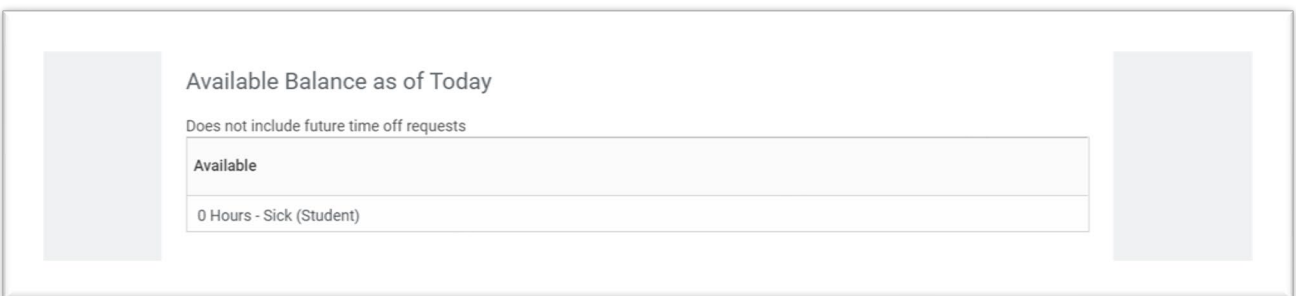 Available Balance as of Today
Does not include future time off requests
Available
0 Hours - Sick (Student)